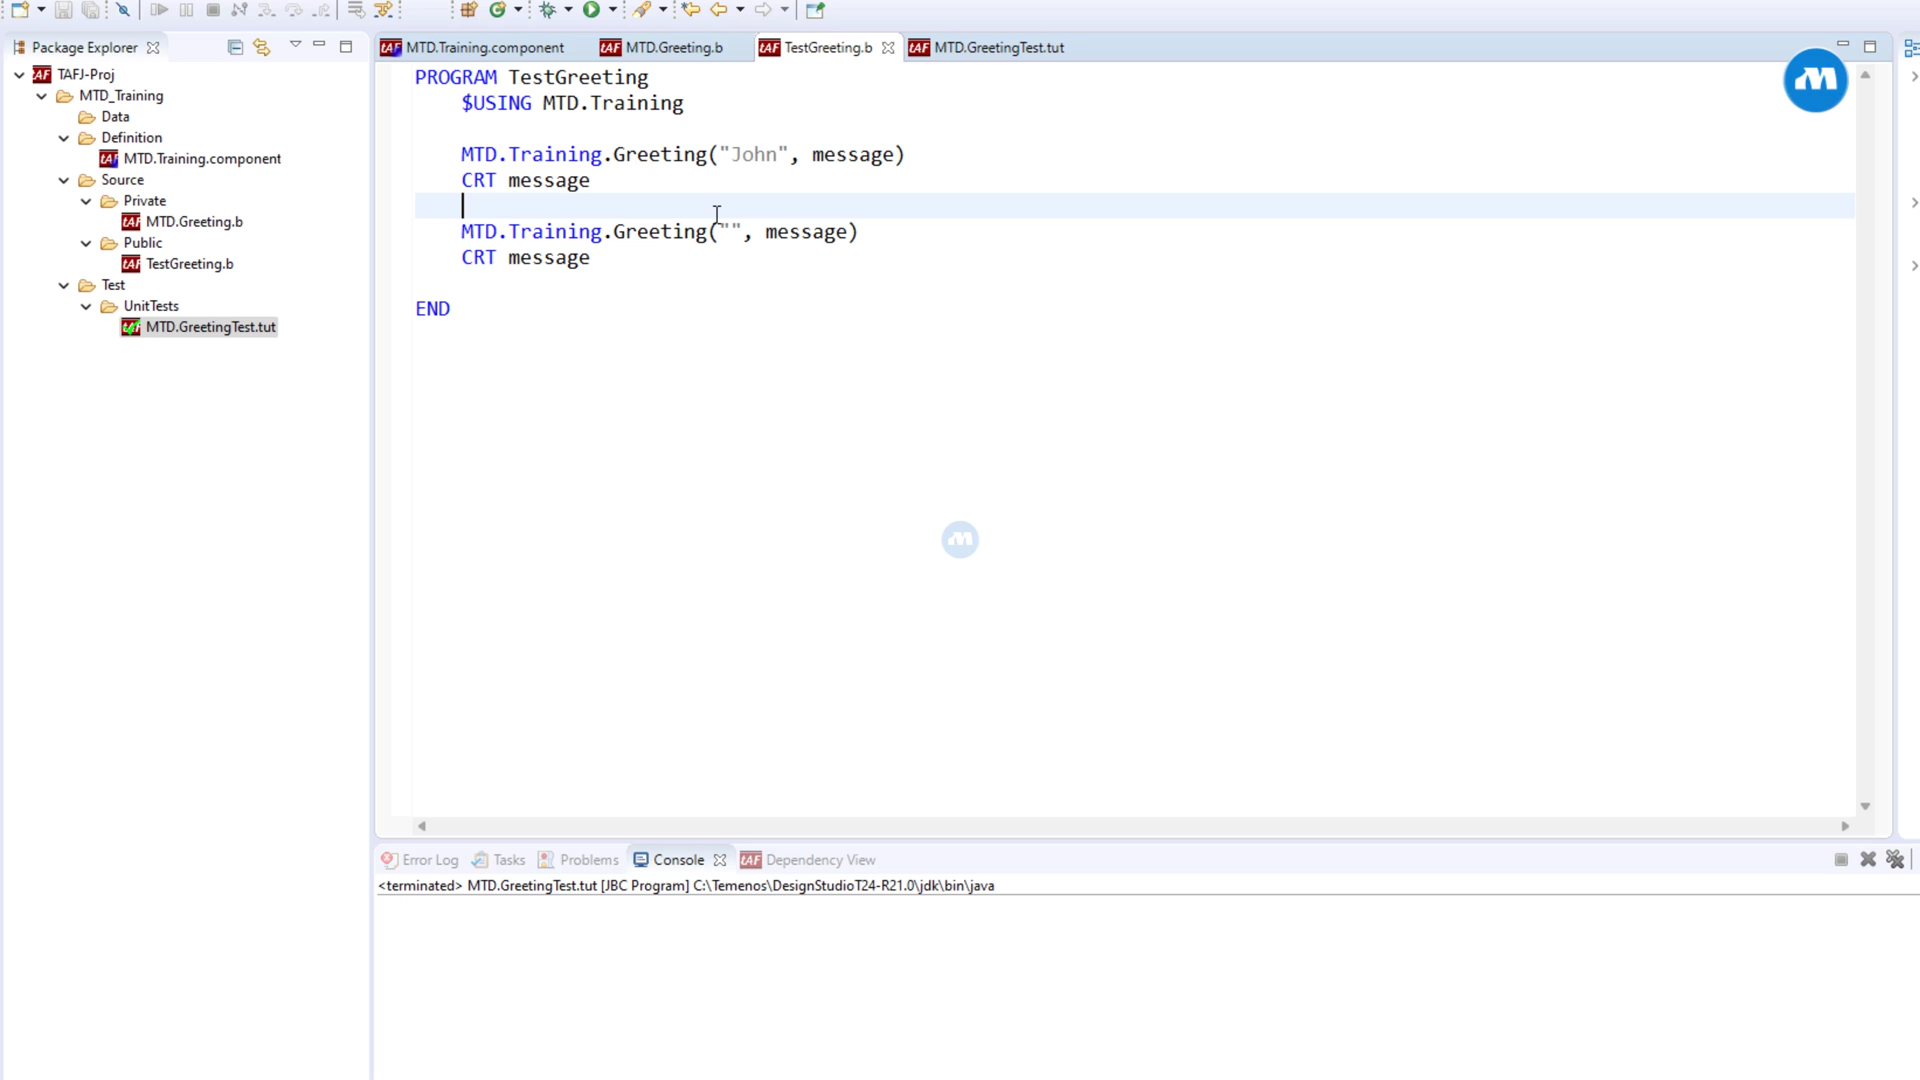 Package Explorer
TAFJ-Proj
MTD_Training
Data
Definition
MTD.Training.component
Source
Private
MTD.Greeting.b
Public
TestGreeting.b
Test
UnitTests
MTD.GreetingTest.tut
MTD.Training.component MTD.Greeting.b TestGreeting.b MTD.GreetingTest.tut
PROGRAM TestGreeting
$USING MTD.Training
MTD.Training.Greeting("John", message)
CRT message
MTD.Training.Greeting("", message)
CRT message
END
Error Log Tasks Problems Console Dependency View
<terminated> MTD.GreetingTest.tut [JBC Program] C:\Temenos\DesignStudioT24-R21.0\jdk\bin\java